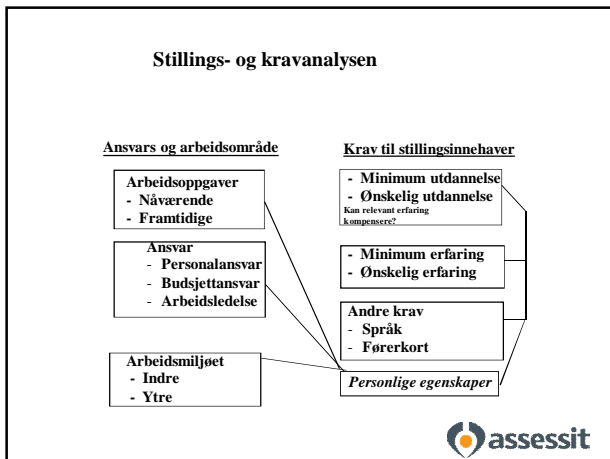 Stillings- og kravanalysen
Ansvars og arbeidsområde
Arbeidsoppgaver
- Nåværende
- Framtidige
Ansvar
- Personalansvar
- Budsjettansvar
- Arbeidsledelse
Arbeidsmiljøet
- Indre
- Ytre
Krav til stillingsinnehaver
- Minimum utdannelse
- Ønskelig utdannelse
Kan relevant erfaring
kompensere?
- Minimum erfaring
- Ønskelig erfaring
Andre krav
- Språk
- Førerkort
Personlige egenskaper
assessit